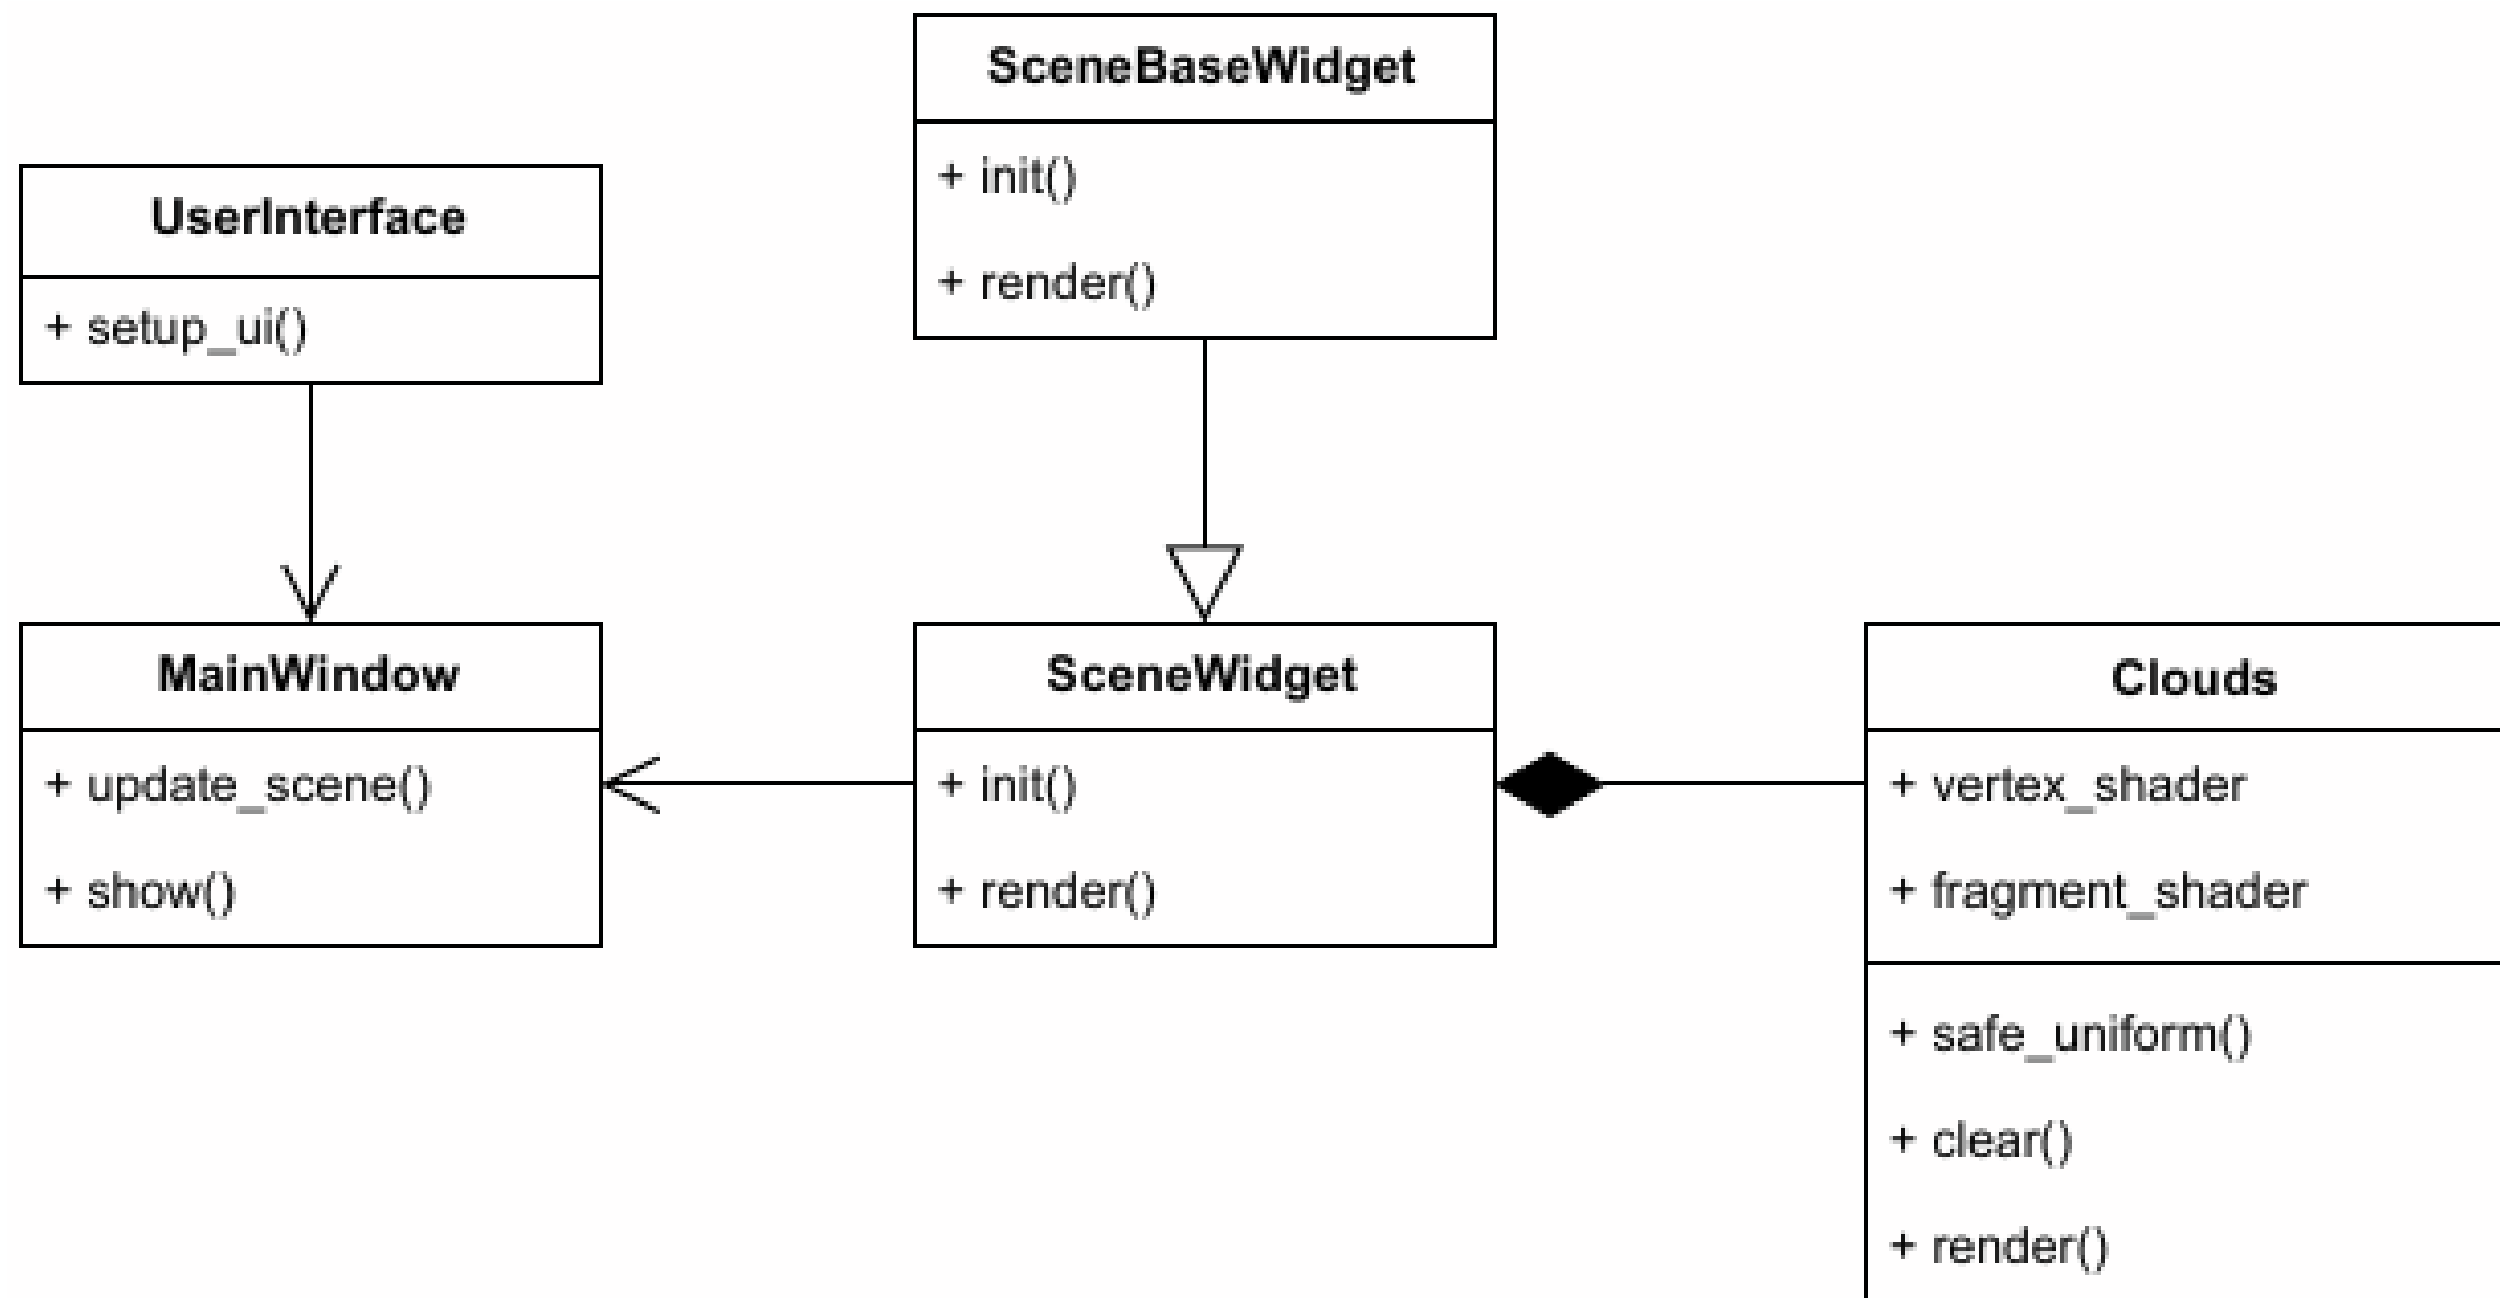 SceneBaseWidget
+ init()
+ render()
UserInterface
+ setup_ui()
MainWindow
+ update_scene()
+ show()
SceneWidget
+ init()
+ render()
Clouds
+ vertex_shader
+ fragment_shader
+ safe_uniform()
+ clear()
+ render()